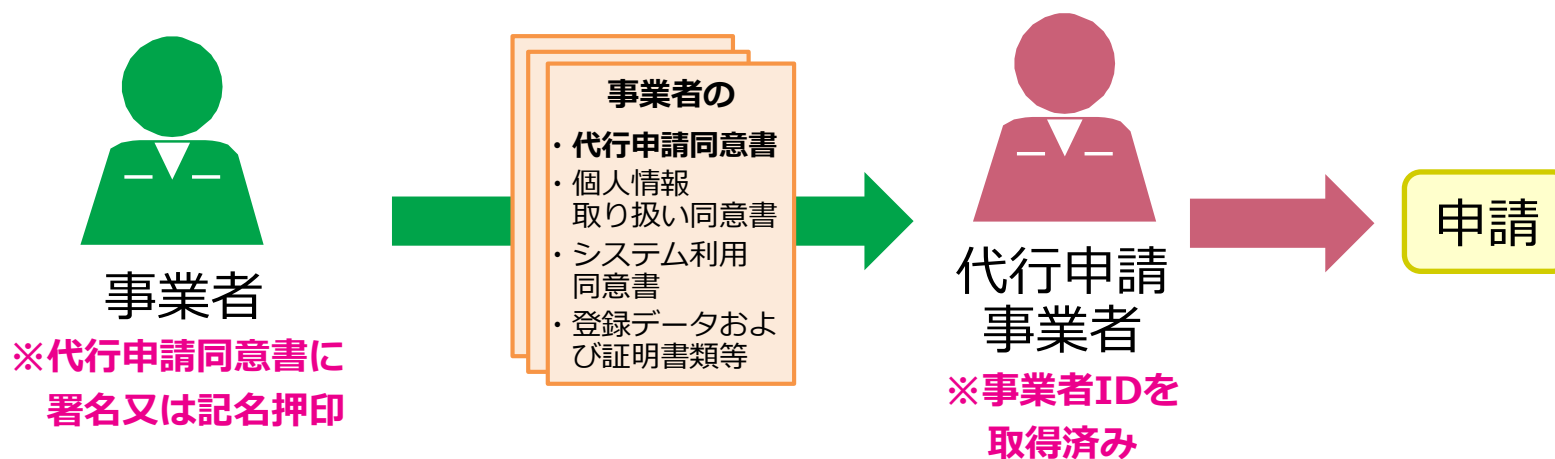 事業者
※代行申請同意書に
署名又は記名押印
事業者の
・代行申請同意書
・個人情報
取り扱い同意書
・システム利用
同意書
・登録データおよ
び証明書類等
代行申請
事業者
※事業者IDを
取得済み
申請